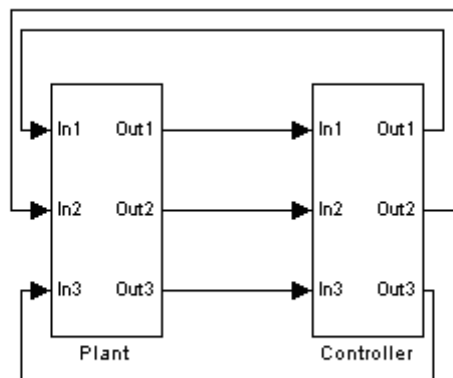 In1 Out1 In1 Out1
In2 Out2 In2 Out2
In3 Out3 In3 Out3
Plant Controller